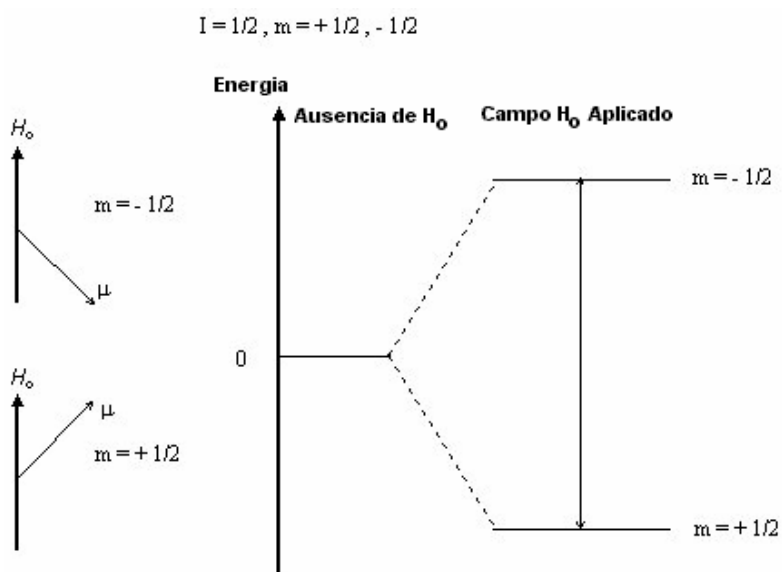 I = 1/2 , m = + 1/2 , - 1/2
Energia
Ausencia de Ho
Campo Ho Aplicado
Ho
m = - 1/2
μ
m = - 1/2
0
Ho
μ
m = + 1/2
m = + 1/2